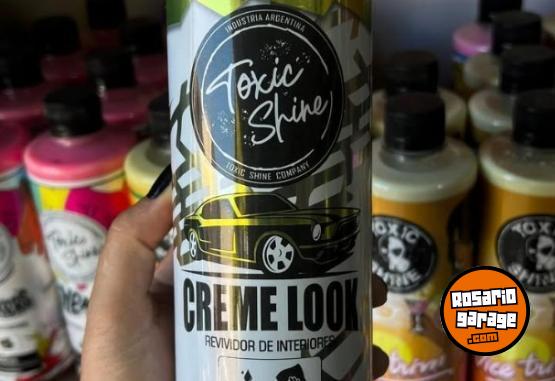 INDUSTRIA ARGENTINA
Toxic
Shine
TOXIC SHINE COMPANY
CREME LOOK
REVIVIDOR DE INTERIORES
Toxic
Shine
TOXIC
SHINE
TOXIC
SHINE
ROSARIO
GARAGE
.COM